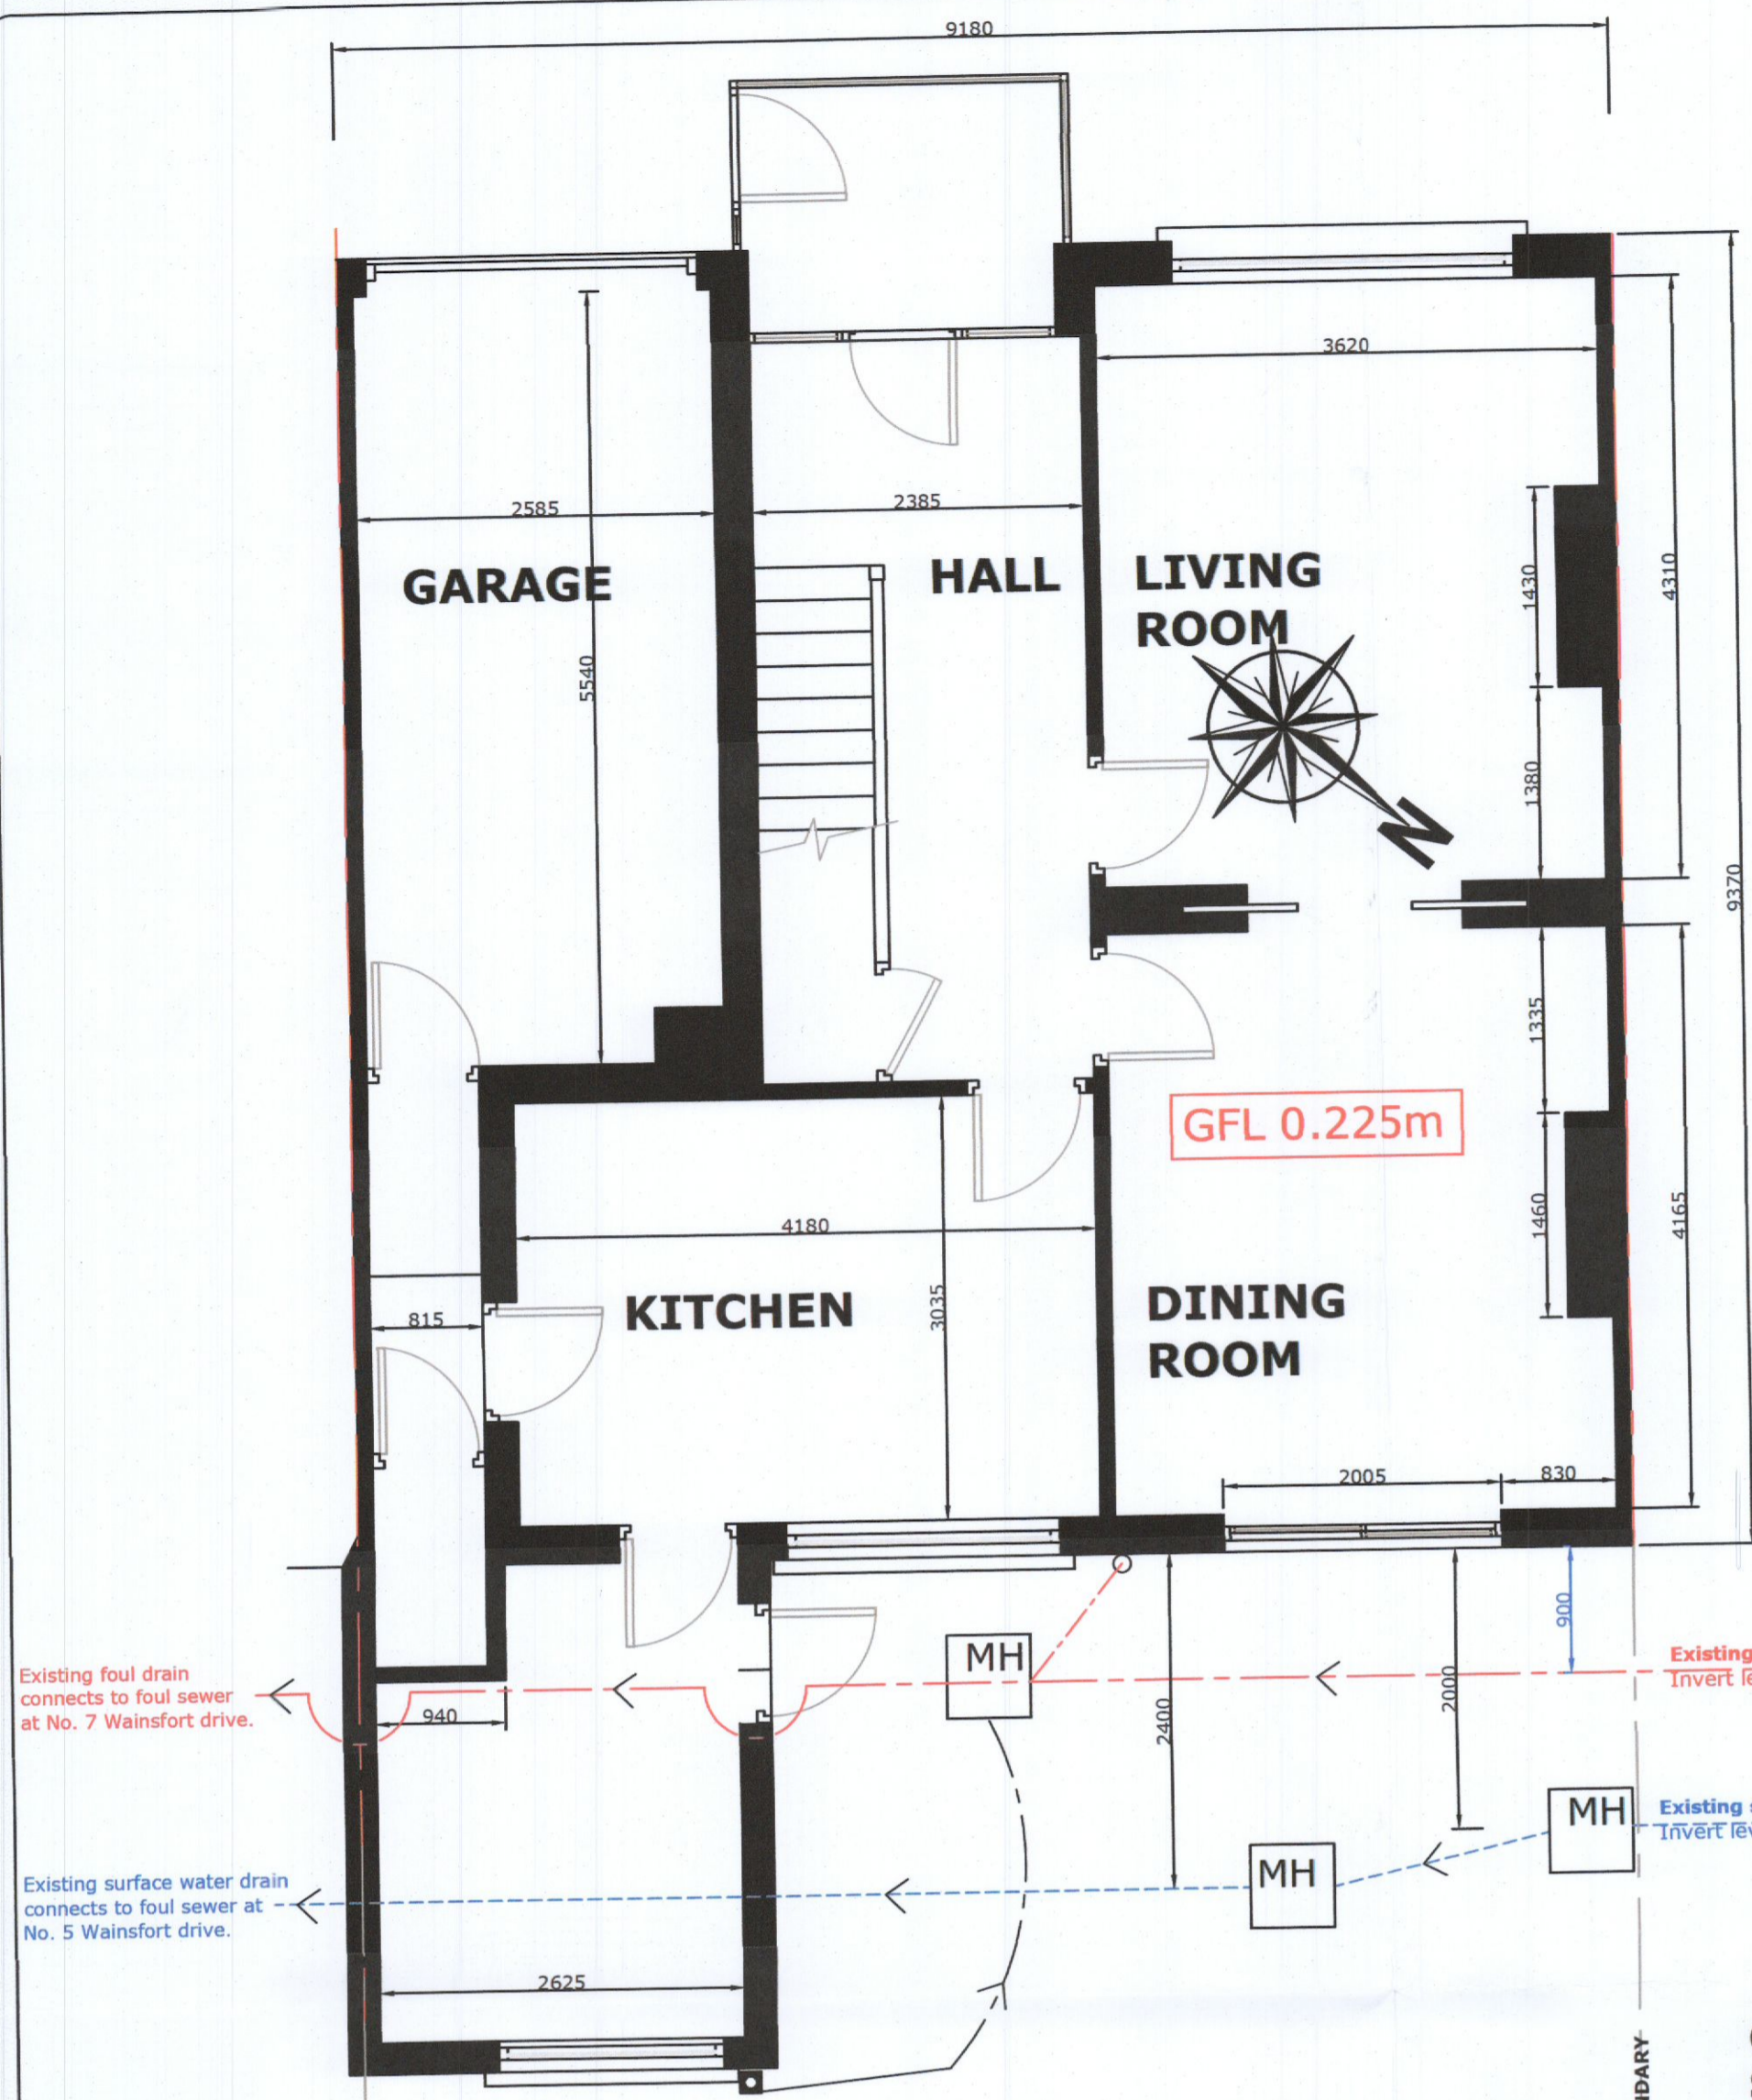 9180
3620
2585
2385
GARAGE
HALL
LIVING
ROOM
1430
4310
5540
1380
N
9370
1335
GFL 0.225m
4180
1460
4165
3035
KITCHEN
DINING
ROOM
815
2005
830
900
MH
Existing
Existing foul drain
connects to foul sewer
at No. 7 Wainsfort drive.
940
2400
2000
MH
Existing
MH
Existing surface water drain
connects to foul sewer at
No. 5 Wainsfort drive.
2625